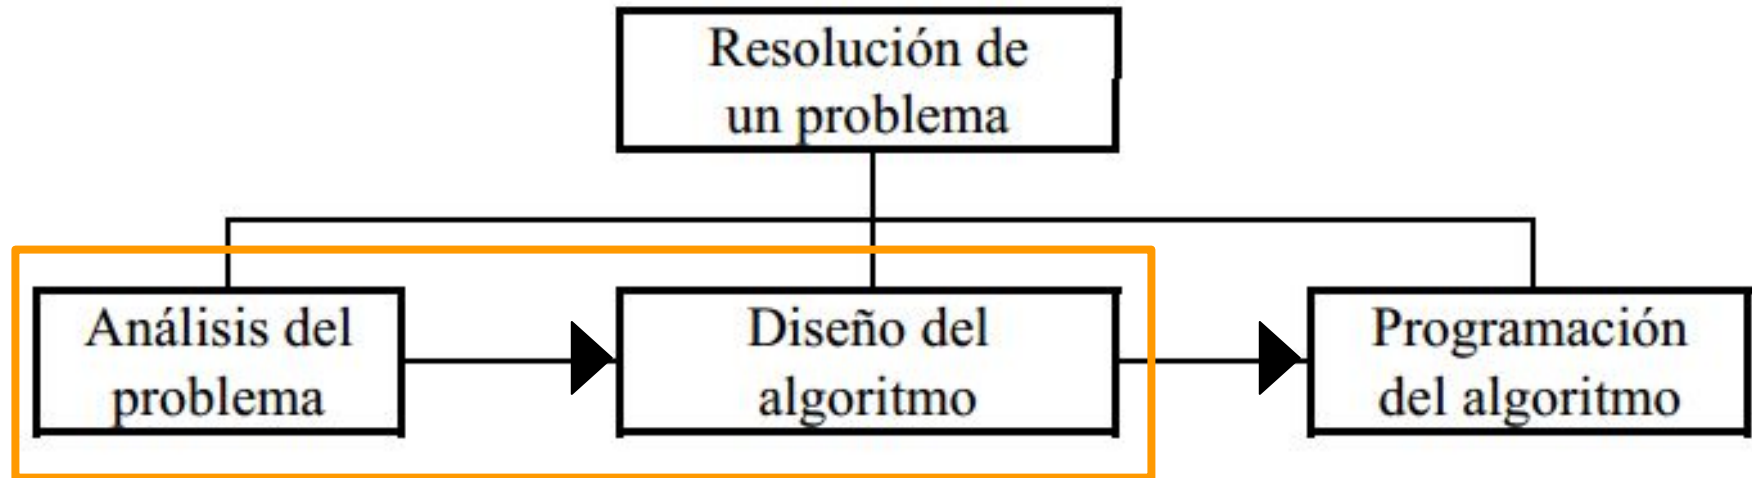 Resolución de
un problema
Análisis del
problema
Diseño del
algoritmo
Programación
del algoritmo